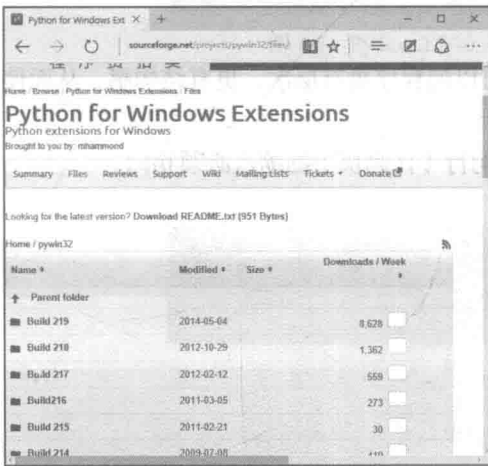 Python for Windows Ext
sourceforge.net/projects/pywin32/files/
Home / Browse / Python for Windows Extensions / Files
Python for Windows Extensions
Python extensions for Windows
Brought to you by: mhammond
Summary Files Reviews Support Wiki Mailing Lists Tickets Donate
Looking for the latest version? Download README.txt (951 Bytes)
Home / pywin32
Name Modified Size Downloads / Week
Parent folder
Build 219 2014-05-04 8,628
Build 218 2012-10-29 1,362
Build 217 2012-02-12 559
Build216 2011-03-05 273
Build 215 2011-02-21 30
Build 214 2009-07-08